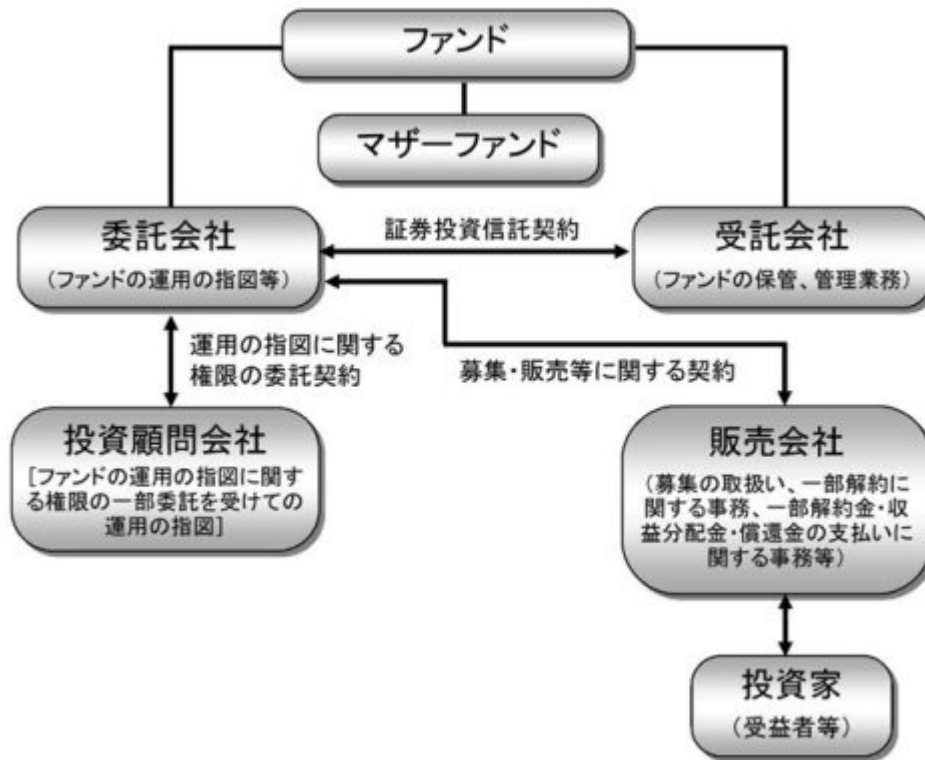 ファンド
マザーファンド
委託会社
（ファンドの運用の指図等）
証券投資信託契約
受託会社
（ファンドの保管、管理業務）
運用の指図に関する
権限の委託契約
募集・販売等に関する契約
投資顧問会社
[ファンドの運用の指図に関す
る権限の一部委託を受けての
運用の指図]
販売会社
（募集の取扱い、一部解約に
関する事務、一部解約金・収
益分配金・償還金の支払いに
関する事務等）
投資家
（受益者等）